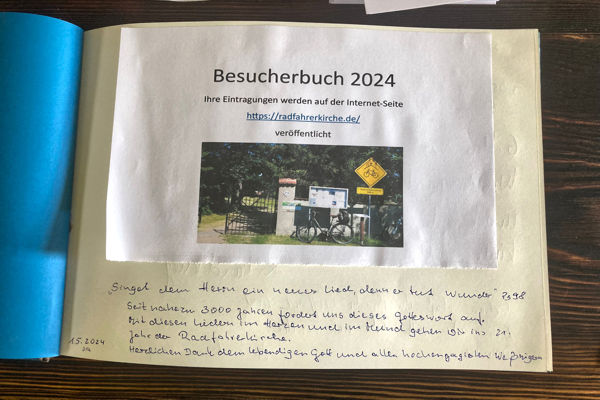 Besucherbuch 2024
Ihre Eintragungen werden auf der Internet-Seite
https://radfahrerkirche.de/
veröffentlicht
"Singet dem Herrn ein neues Lied, denn er tut Wunder" Ps 98
Seit nahezu 3000 Jahren fordert uns dieses Gotteswort auf.
Mit diesen Liedern im Herzen und im Mund gehen wir ins 21.
Jahr der Radfahrerkirche.
1.5.2024 Herzlichen Dank dem lebendigen Gott und allen hochengagierten